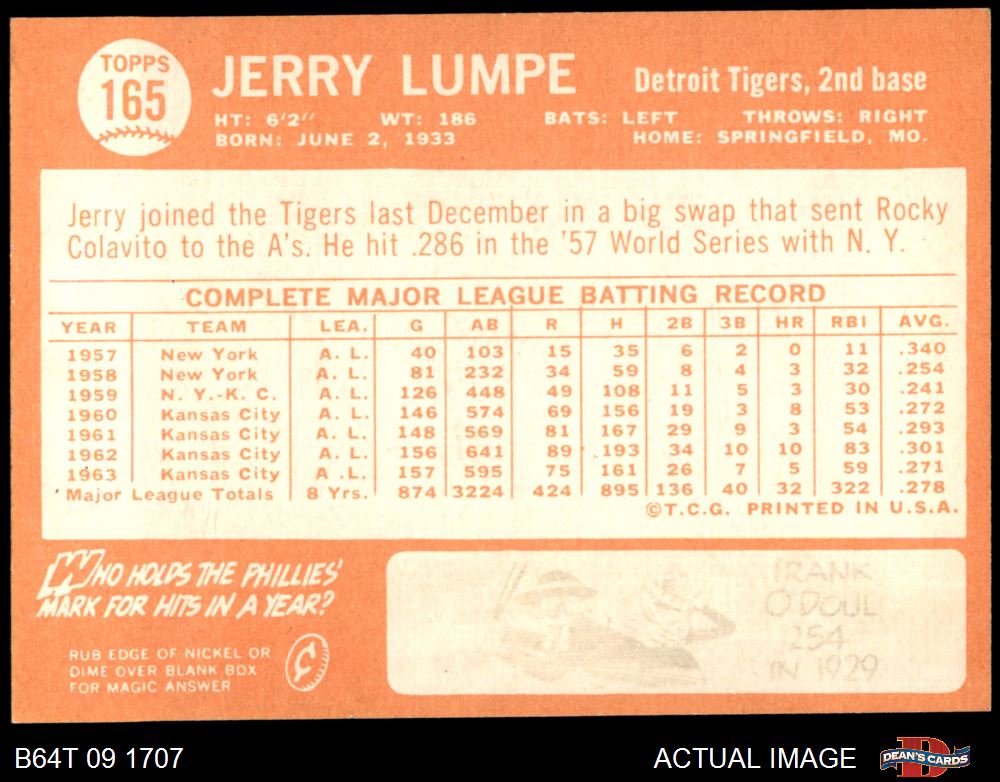 TOPPS
165
JERRY LUMPE Detroit Tigers, 2nd base
HT: 6'2" WT: 186 BATS: LEFT THROWS: RIGHT
BORN: JUNE 2, 1933 HOME: SPRINGFIELD, MO.
Jerry joined the Tigers last December in a big swap that sent Rocky
Colavito to the A's. He hit .286 in the '57 World Series with N. Y.
COMPLETE MAJOR LEAGUE BATTING RECORD
YEAR TEAM LEA. G AB R H 2B 3B HR RBI AVG.
1957 New York A. L. 40 103 15 35 6 2 0 11 .340
1958 New York A. L. 81 232 34 59 8 4 3 32 .254
1959 N. Y.-K. C. A. L. 126 448 49 108 11 5 3 30 .241
1960 Kansas City A. L. 146 574 69 156 19 3 8 53 .272
1961 Kansas City A. L. 148 569 81 167 29 9 3 54 .293
1962 Kansas City A. L. 156 641 89 193 34 10 10 83 .301
1963 Kansas City A .L. 157 595 75 161 26 7 5 59 .271
Major League Totals 8 Yrs. 874 3224 424 895 136 40 32 322 .278
©T.C.G. PRINTED IN U.S.A.
WHO HOLDS THE PHILLIES'
MARK FOR HITS IN A YEAR?
RUB EDGE OF NICKEL OR
DIME OVER BLANK BOX
FOR MAGIC ANSWER
¢
FRANK
O'DOUL
254
IN 1929
B64T 09 1707 ACTUAL IMAGE
D
DEAN'S CARDS